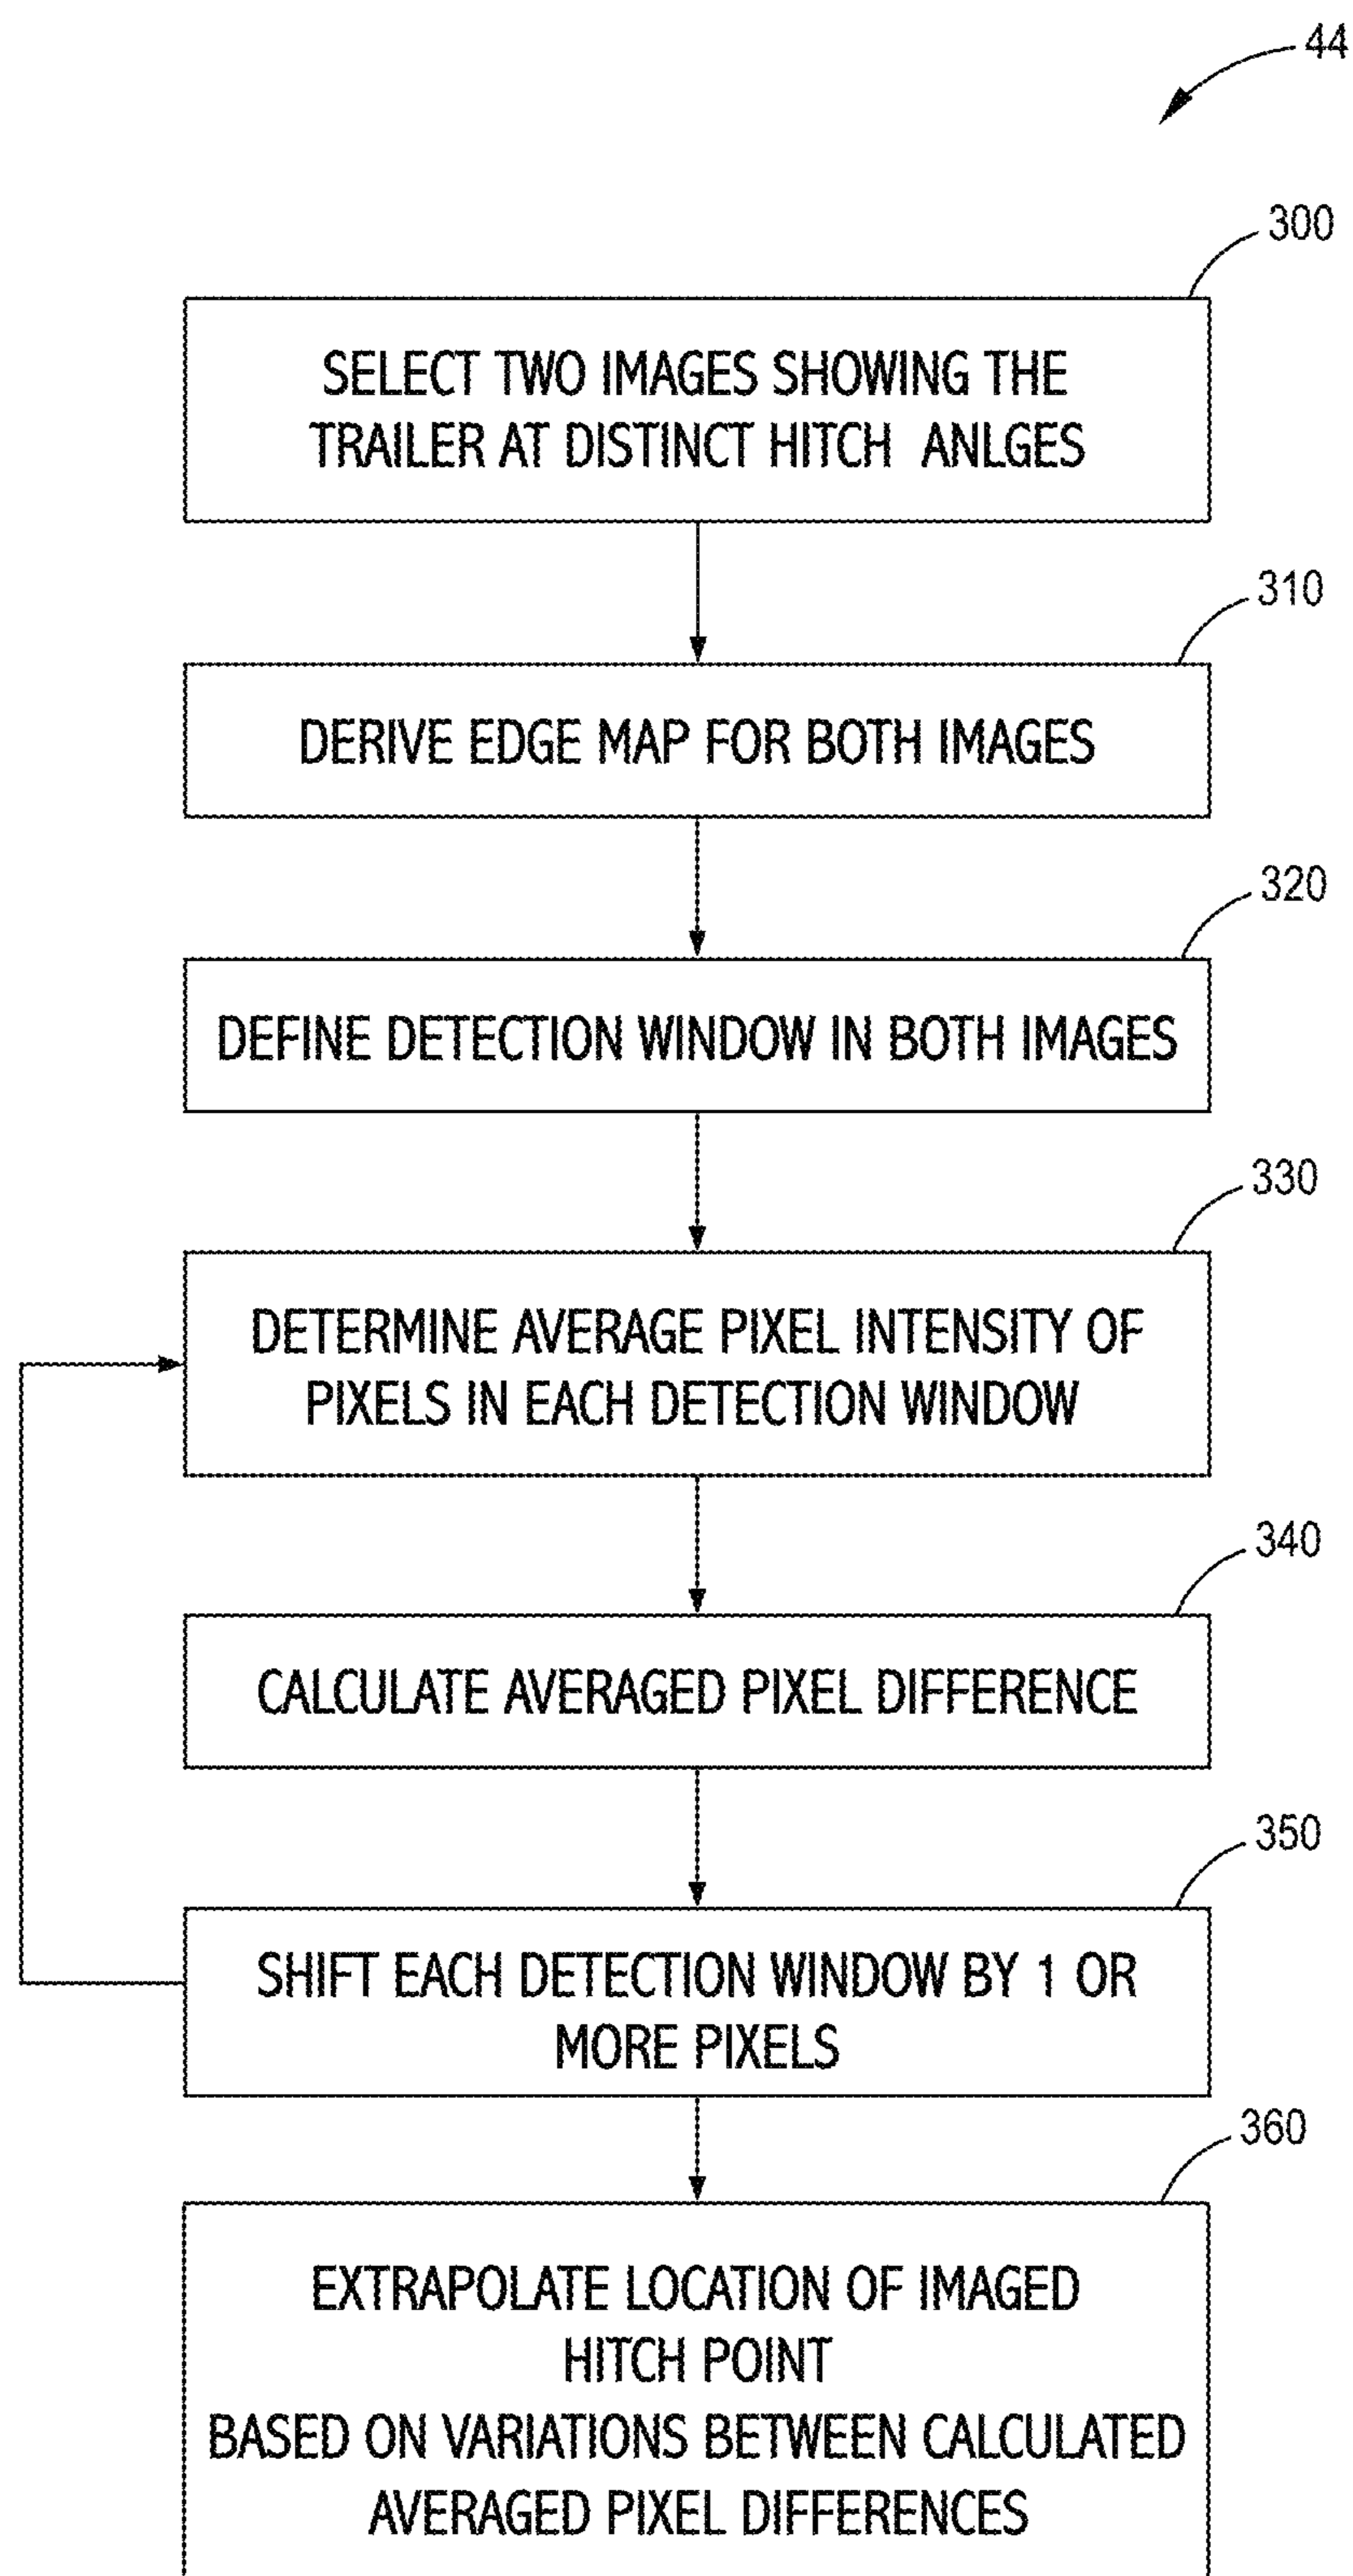 44
300
SELECT TWO IMAGES SHOWING THE
TRAILER AT DISTINCT HITCH ANLGES
310
DERIVE EDGE MAP FOR BOTH IMAGES
320
DEFINE DETECTION WINDOW IN BOTH IMAGES
330
DETERMINE AVERAGE PIXEL INTENSITY OF
PIXELS IN EACH DETECTION WINDOW
340
CALCULATE AVERAGED PIXEL DIFFERENCE
350
SHIFT EACH DETECTION WINDOW BY 1 OR
MORE PIXELS
360
EXTRAPOLATE LOCATION OF IMAGED
HITCH POINT
BASED ON VARIATIONS BETWEEN CALCULATED
AVERAGED PIXEL DIFFERENCES